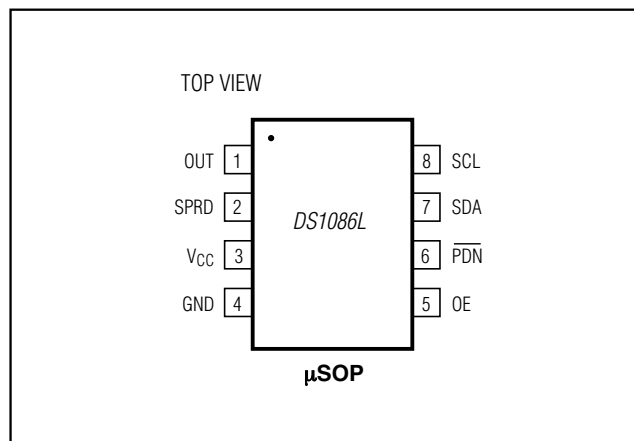 TOP VIEW
OUT 1
SPRD 2
VCC 3
GND 4
DS1086L
8 SCL
7 SDA
6 P̅D̅N̅
5 OE
µSOP